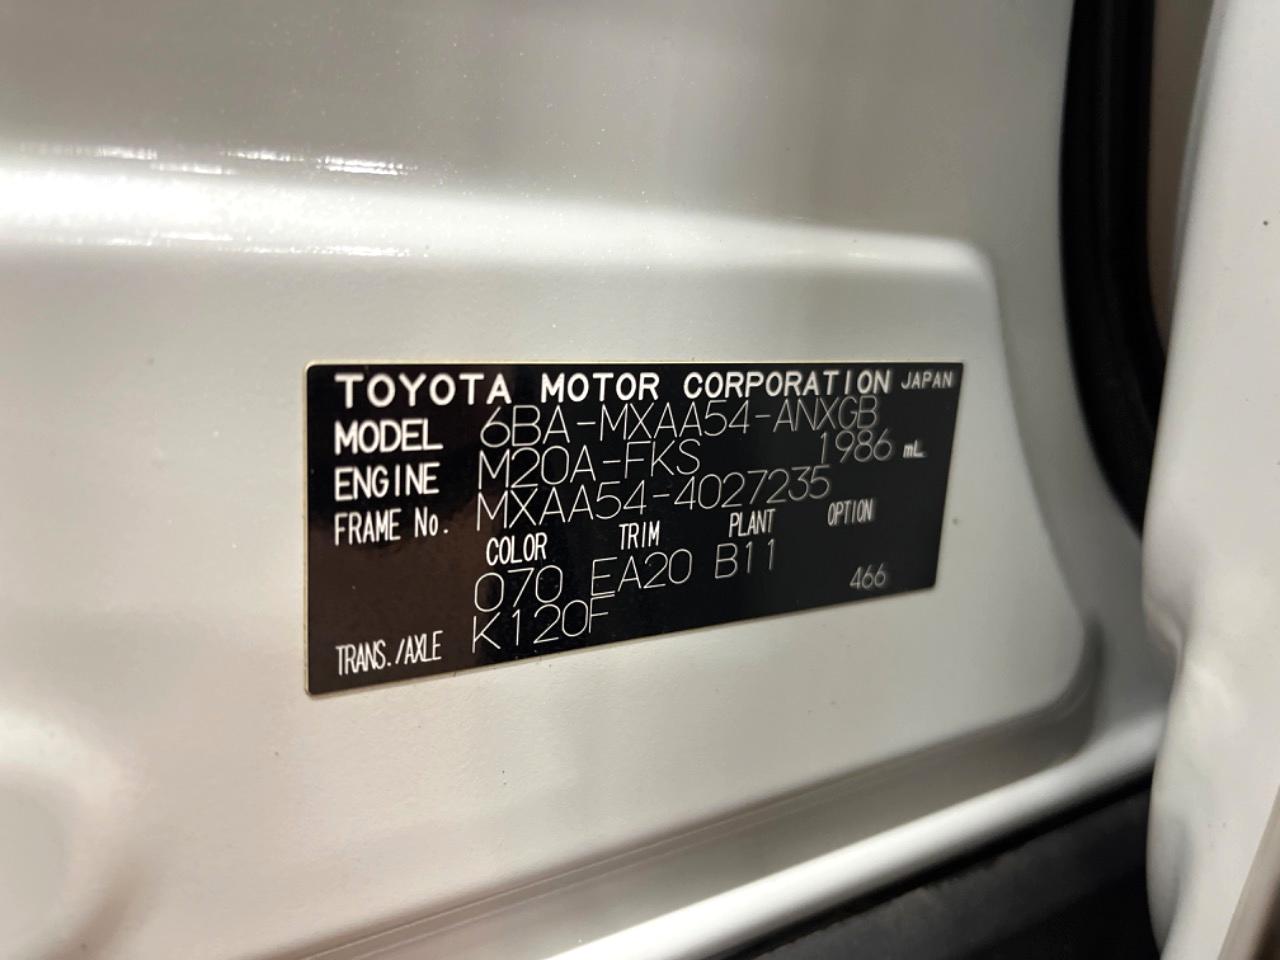 TOYOTA MOTOR CORPORATION JAPAN
MODEL 6BA-MXAA54-ANXGB
ENGINE M20A-FKS 1986 mL
FRAME No. MXAA54-4027235
COLOR TRIM PLANT OPTION
070 EA20 B11 466
TRANS./AXLE K120F